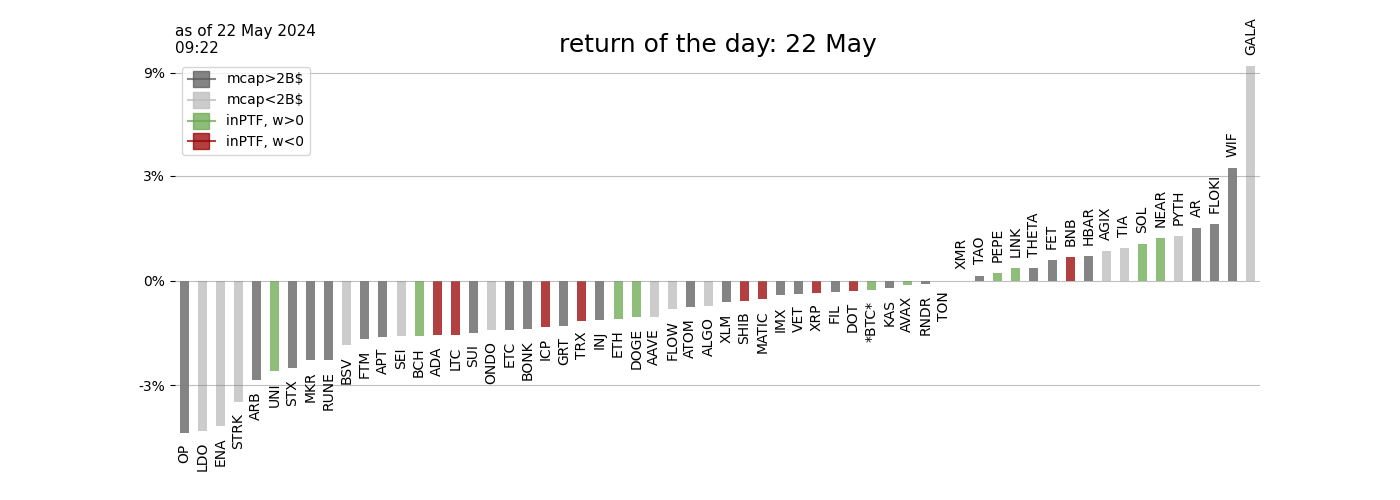 as of 22 May 2024
09:22
return of the day: 22 May
mcap>2B$
mcap<2B$
inPTF, w>0
inPTF, w<0
9%
3%
0%
-3%
OP
LDO
ENA
STRK
ARB
UNI
STX
MKR
RUNE
BSV
FTM
APT
SEI
BCH
ADA
LTC
SUI
ONDO
ETC
BONK
ICP
GRT
TRX
INJ
ETH
DOGE
AAVE
FLOW
ATOM
ALGO
XLM
SHIB
MATIC
IMX
VET
XRP
FIL
DOT
*BTC*
KAS
AVAX
RNDR
TON
XMR
TAO
PEPE
LINK
THETA
FET
BNB
HBAR
AGIX
TIA
SOL
NEAR
PYTH
AR
FLOKI
WIF
GALA